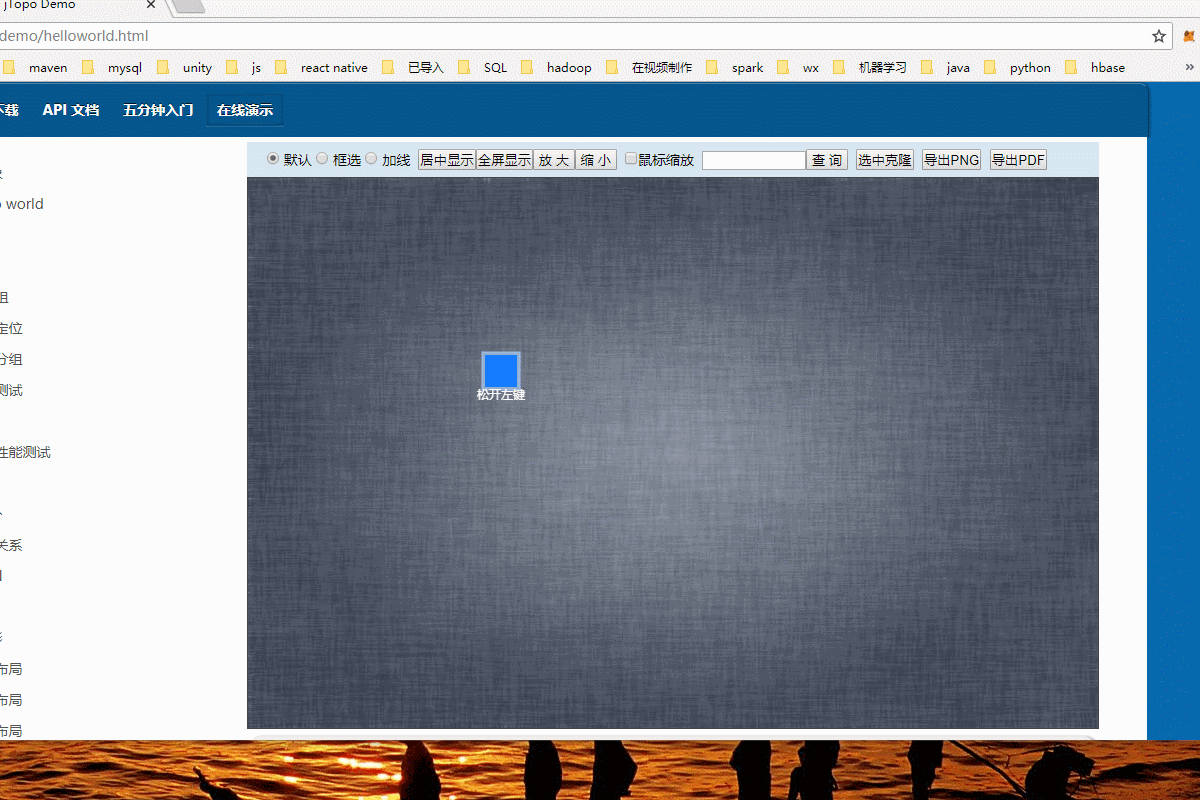 jTopo Demo
demo/helloworld.html
maven mysql unity js react native 已导入 SQL hadoop 在视频制作 spark wx 机器学习 java python hbase
下载 API 文档 五分钟入门 在线演示
默认 框选 加线 居中显示 全屏显示 放 大 缩 小 鼠标缩放 查 询 选中克隆 导出PNG 导出PDF
world
组
定位
分组
测试
松开左键
性能测试
关系
布局
布局
布局